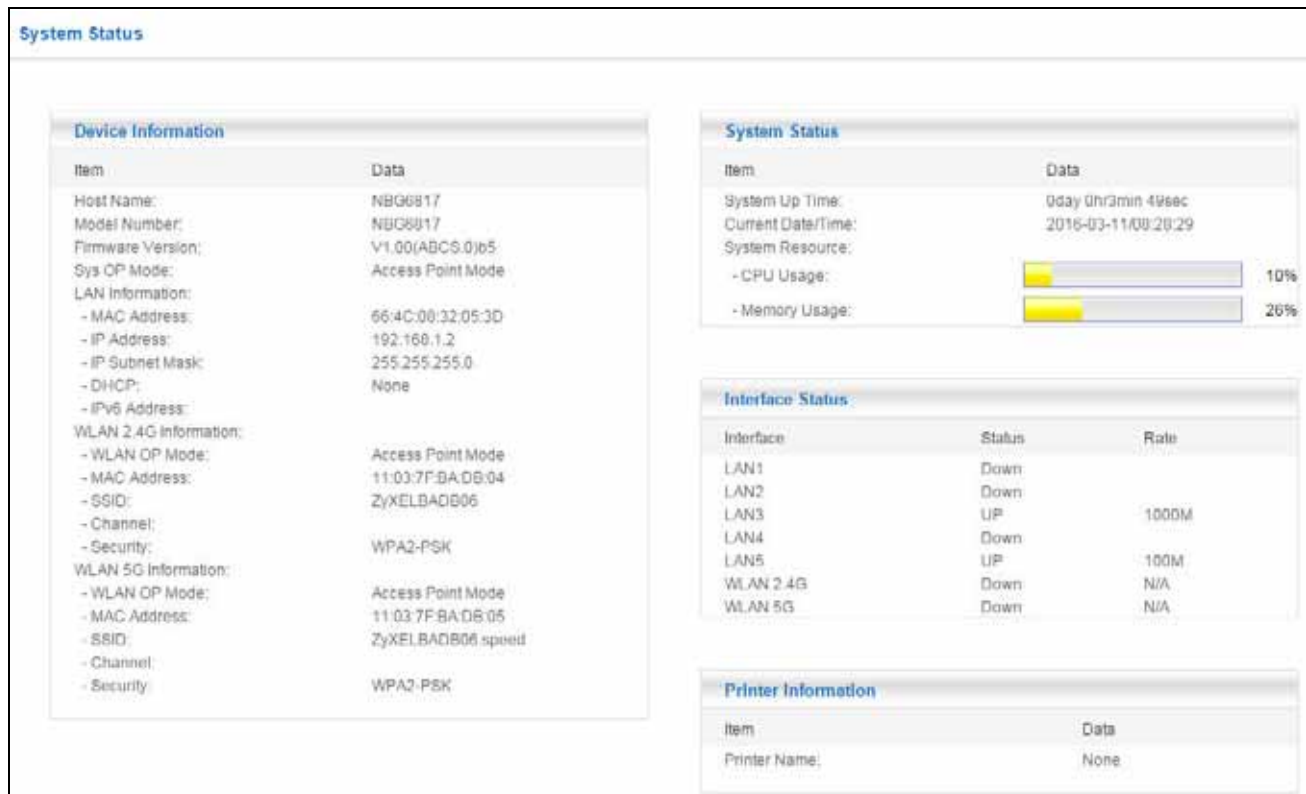 System Status
Device Information
Item Data
Host Name: NBG6817
Model Number: NBG6817
Firmware Version: V1.00(ABCS.0)b5
Sys OP Mode: Access Point Mode
LAN Information:
- MAC Address: 66:4C:00:32:05:3D
- IP Address: 192.168.1.2
- IP Subnet Mask: 255.255.255.0
- DHCP: None
- IPv6 Address:
WLAN 2.4G Information:
- WLAN OP Mode: Access Point Mode
- MAC Address: 11:03:7F:BA:DB:04
- SSID: ZyXELBADB06
- Channel:
- Security: WPA2-PSK
WLAN 5G Information:
- WLAN OP Mode: Access Point Mode
- MAC Address: 11:03:7F:BA:DB:05
- SSID: ZyXELBADB06.speed
- Channel:
- Security: WPA2-PSK
System Status
Item Data
System Up Time: 0day 0hr/3min 49sec
Current Date/Time: 2016-03-11/08:28:29
System Resource:
- CPU Usage: 10%
- Memory Usage: 26%
Interface Status
Interface Status Rate
LAN1 Down
LAN2 Down
LAN3 UP 1000M
LAN4 Down
LAN5 UP 100M
WLAN 2.4G Down N/A
WLAN 5G Down N/A
Printer Information
Item Data
Printer Name: None